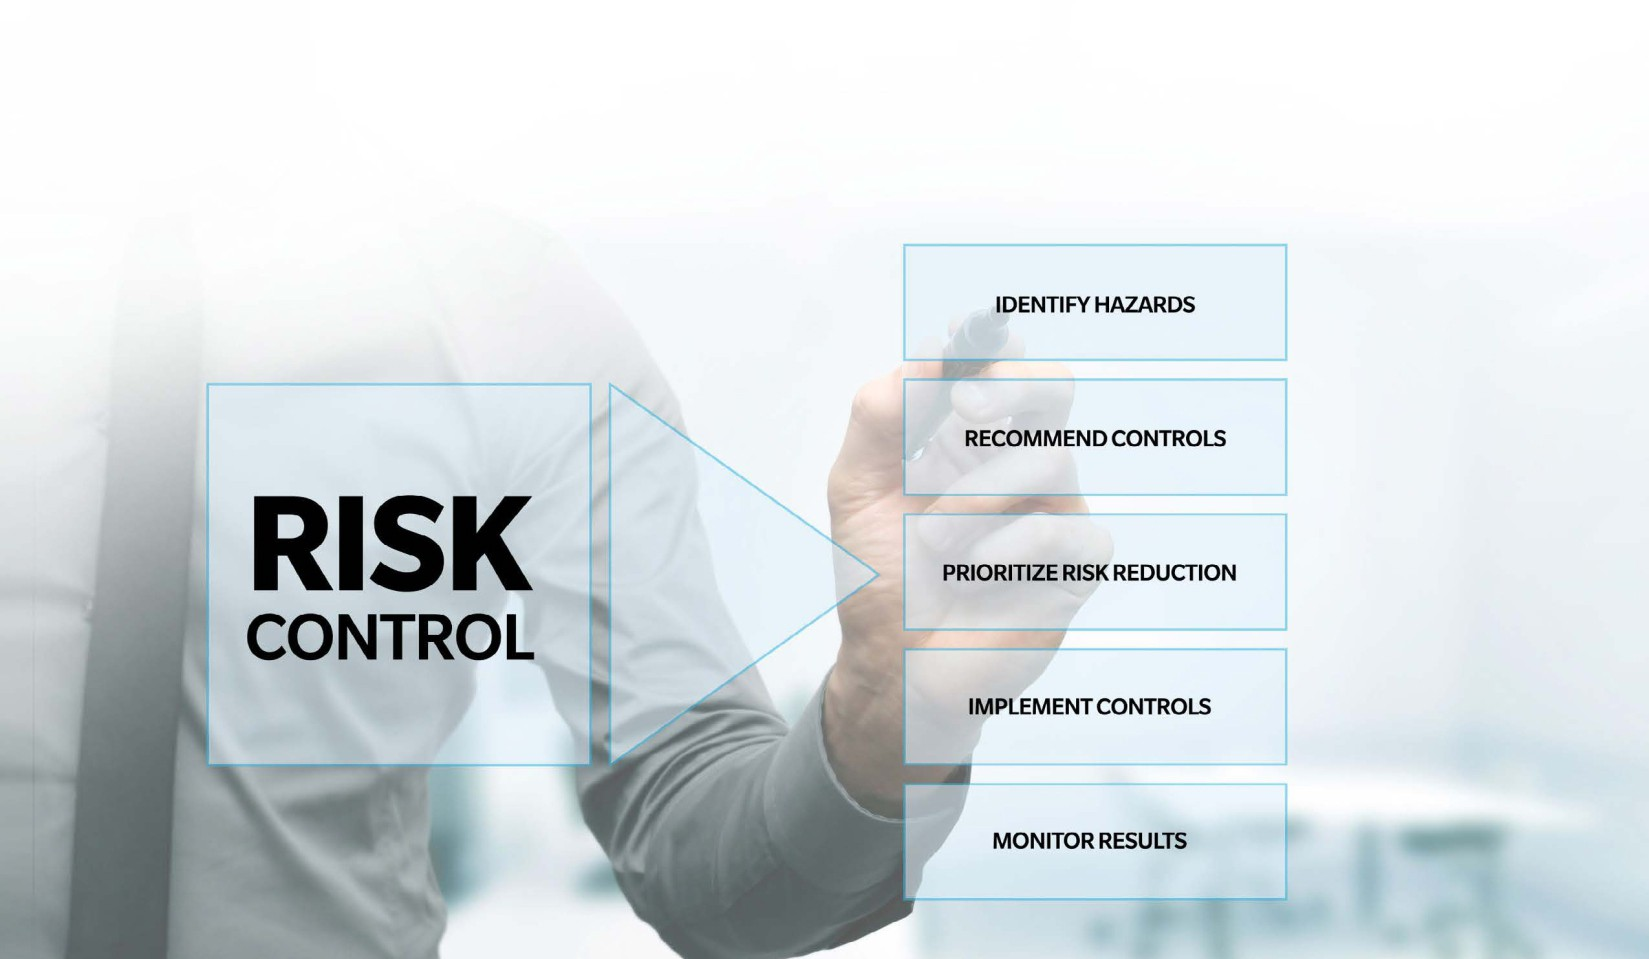 RISK
CONTROL
IDENTIFY HAZARDS
RECOMMEND CONTROLS
PRIORITIZE RISK REDUCTION
IMPLEMENT CONTROLS
MONITOR RESULTS